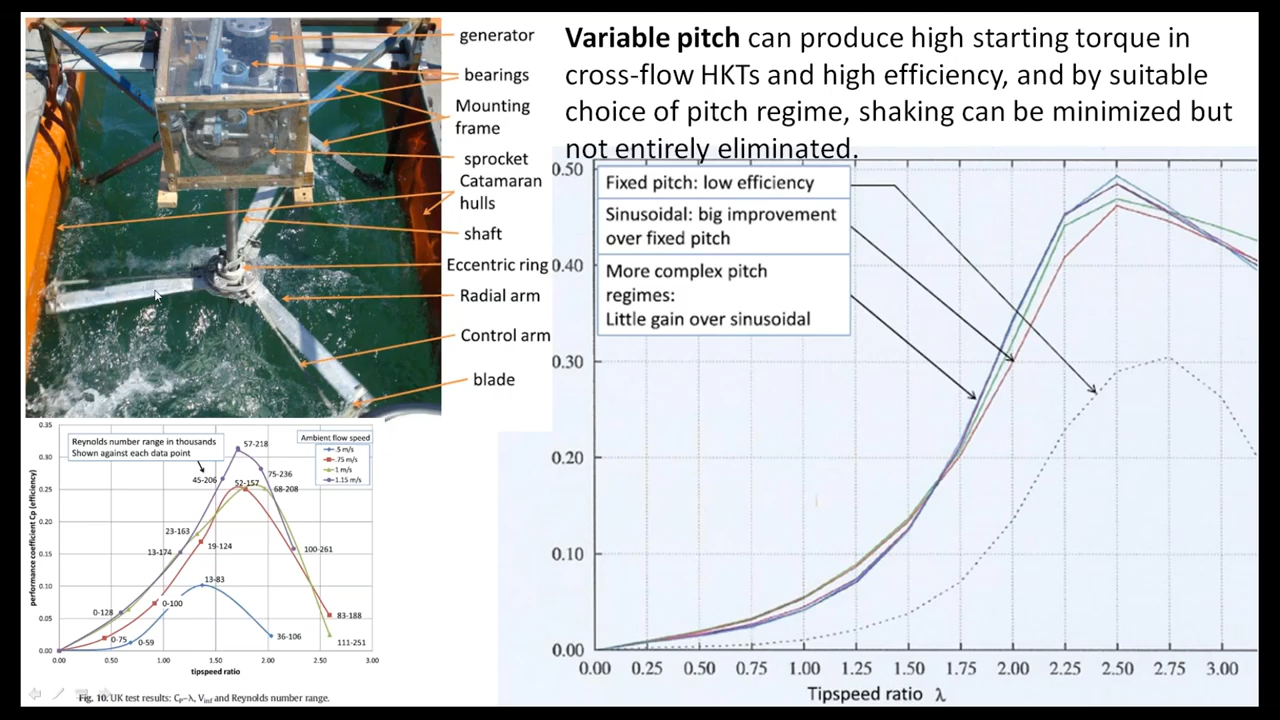 Variable pitch can produce high starting torque in
cross-flow HKTs and high efficiency, and by suitable
choice of pitch regime, shaking can be minimized but
not entirely eliminated.
generator
bearings
Mounting
frame
sprocket
Catamaran
hulls
shaft
Eccentric ring
Radial arm
Control arm
blade
0.50
0.40
0.30
0.20
0.10
0.00
Fixed pitch: low efficiency
Sinusoidal: big improvement
over fixed pitch
More complex pitch
regimes:
Little gain over sinusoidal
0.00 0.25 0.50 0.75 1.00 1.25 1.50 1.75 2.00 2.25 2.50 2.75 3.00
Tipspeed ratio λ
performance coefficient Cp (efficiency)
0.35
0.30
0.25
0.20
0.15
0.10
0.05
0.00
Reynolds number range in thousands
Shown against each data point
Ambient flow speed
.5 m/s
.75 m/s
1 m/s
1.15 m/s
57-218
75-236
45-206
52-157
68-208
23-163
19-124
13-174
100-261
13-83
0-128
0-100
83-188
0-75
0-59
36-106
111-251
0.00 0.50 1.00 1.50 2.00 2.50 3.00
tipspeed ratio
Fig. 10. UK test results: CP–λ, Vinf and Reynolds number range.